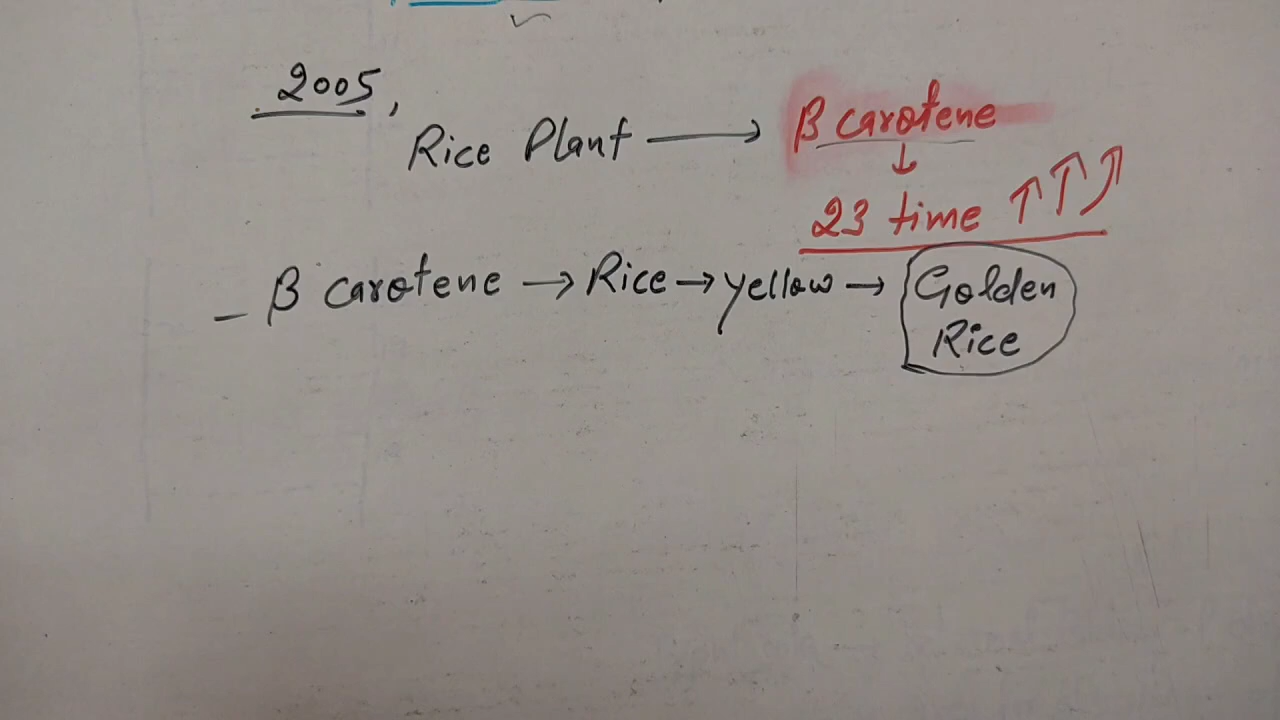 2005,
Rice Plant → β carotene
↓
23 time ↑↑↑
- β carotene → Rice → yellow → Golden Rice